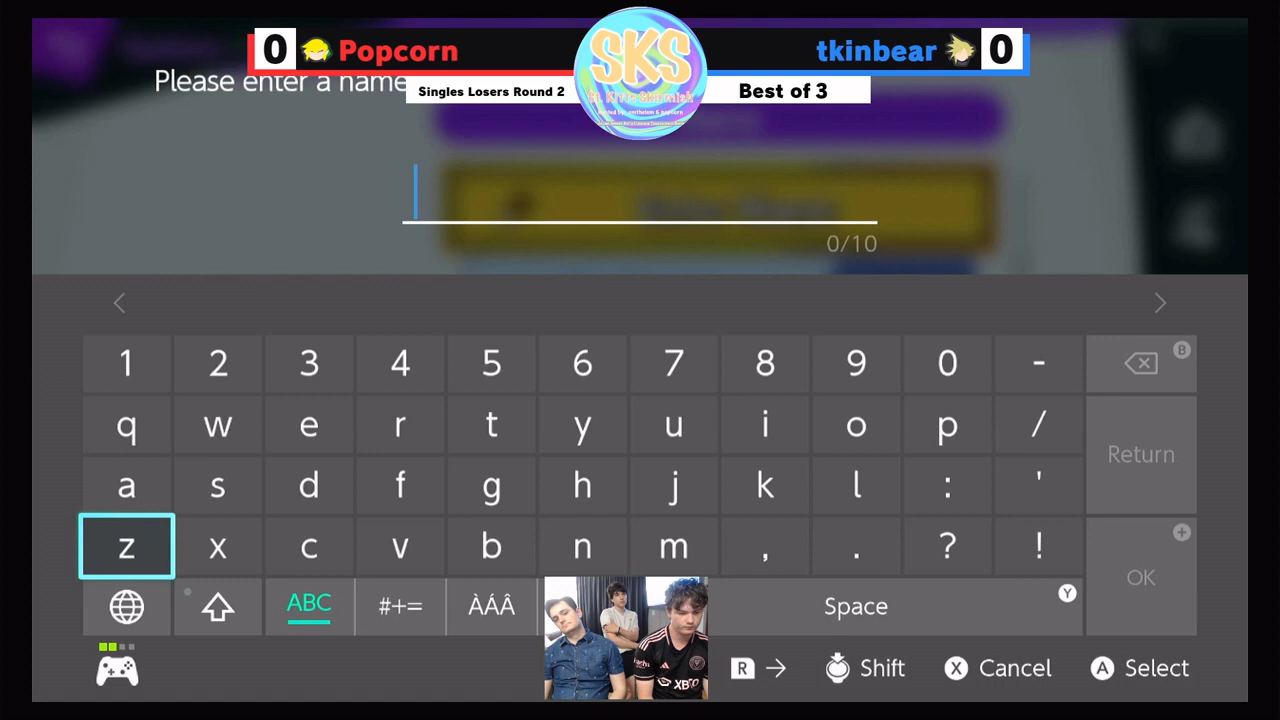 0 Popcorn
tkinbear 0
SKS
Please enter a name
Singles Losers Round 2
Best of 3
0/10
1 2 3 4 5 6 7 8 9 0 - B
q w e r t y u i o p /
Return
a s d f g h j k l : '
z x c v b n m , . ? !
OK
ABC #+= ÀÁÂ Space Y
R → Shift X Cancel A Select